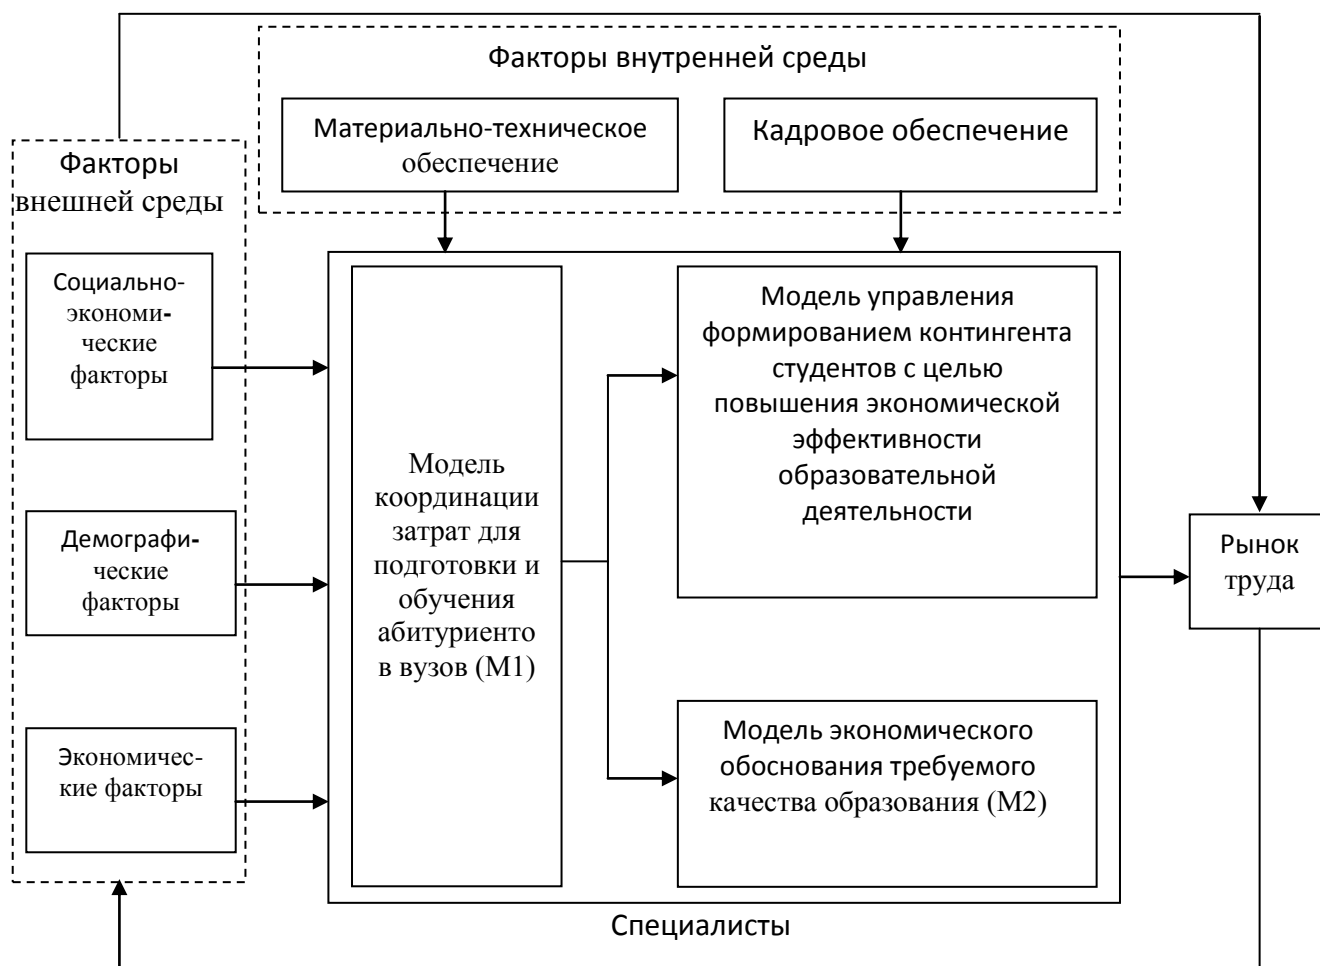 Факторы внутренней среды
Материально-техническое
обеспечение
Кадровое обеспечение
Факторы
внешней среды
Социально-
экономи-
ческие
факторы
Демографи-
ческие
факторы
Экономичес-
кие факторы
Модель
координации
затрат для
подготовки и
обучения
абитуриенто
в вузов (М1)
Модель управления
формированием контингента
студентов с целью
повышения экономической
эффективности
образовательной
деятельности
Модель экономического
обоснования требуемого
качества образования (М2)
Рынок
труда
Специалисты